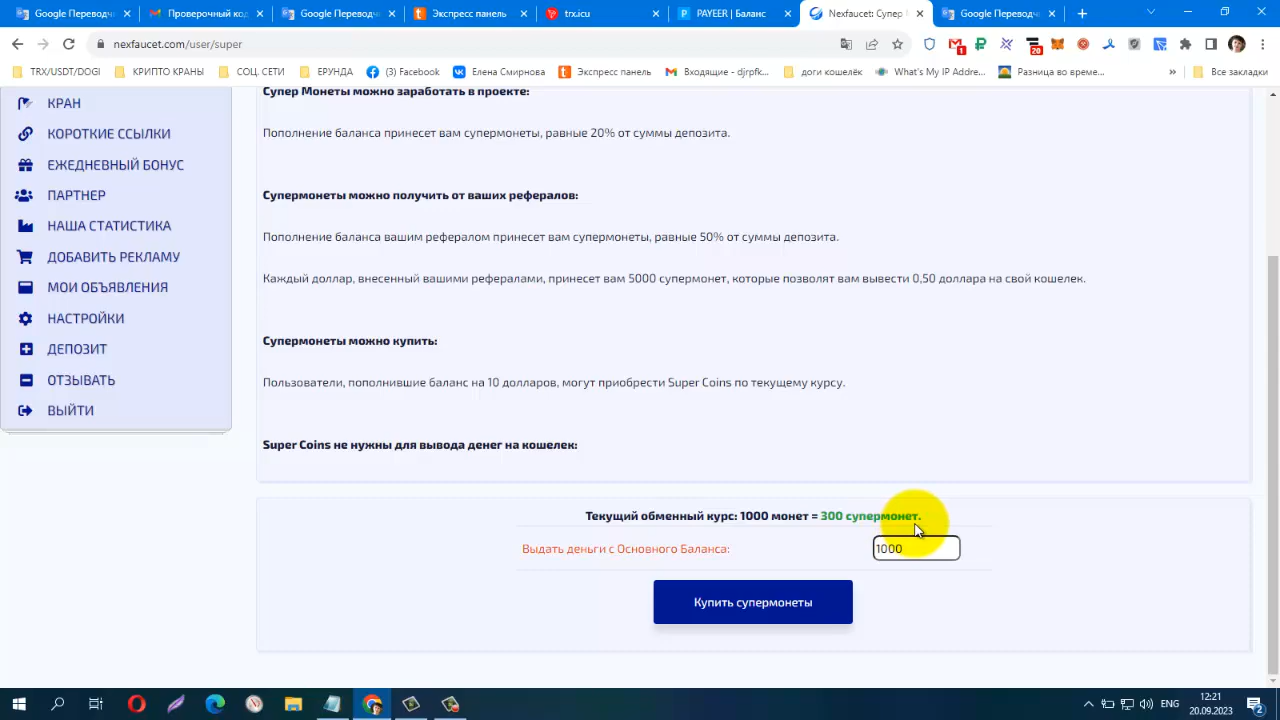 Google Переводч
Проверочный код
Google Переводч
Экспресс панель
trx.icu
PAYEER | Баланс
Nexfaucet: Супер
Google Переводч
nexfaucet.com/user/super
1
20
TRX/USDT/DOGI
КРИПТО КРАНЫ
СОЦ. СЕТИ
ЕРУНДА
(3) Facebook
Елена Смирнова
Экспресс панель
Входящие - djrpfk...
доги кошелёк
What's My IP Addre...
Разница во време...
»
Все закладки
КРАН
КОРОТКИЕ ССЫЛКИ
ЕЖЕДНЕВНЫЙ БОНУС
ПАРТНЕР
НАША СТАТИСТИКА
ДОБАВИТЬ РЕКЛАМУ
МОИ ОБЪЯВЛЕНИЯ
НАСТРОЙКИ
ДЕПОЗИТ
ОТЗЫВАТЬ
ВЫЙТИ
Супер Монеты можно заработать в проекте:
Пополнение баланса принесет вам супермонеты, равные 20% от суммы депозита.
Супермонеты можно получить от ваших рефералов:
Пополнение баланса вашим рефералом принесет вам супермонеты, равные 50% от суммы депозита.
Каждый доллар, внесенный вашими рефералами, принесет вам 5000 супермонет, которые позволят вам вывести 0,50 доллара на свой кошелек.
Супермонеты можно купить:
Пользователи, пополнившие баланс на 10 долларов, могут приобрести Super Coins по текущему курсу.
Super Coins не нужны для вывода денег на кошелек:
Текущий обменный курс: 1000 монет = 300 супермонет.
Выдать деньги с Основного Баланса:
1000
Купить супермонеты
ENG
12:21
20.09.2023
2